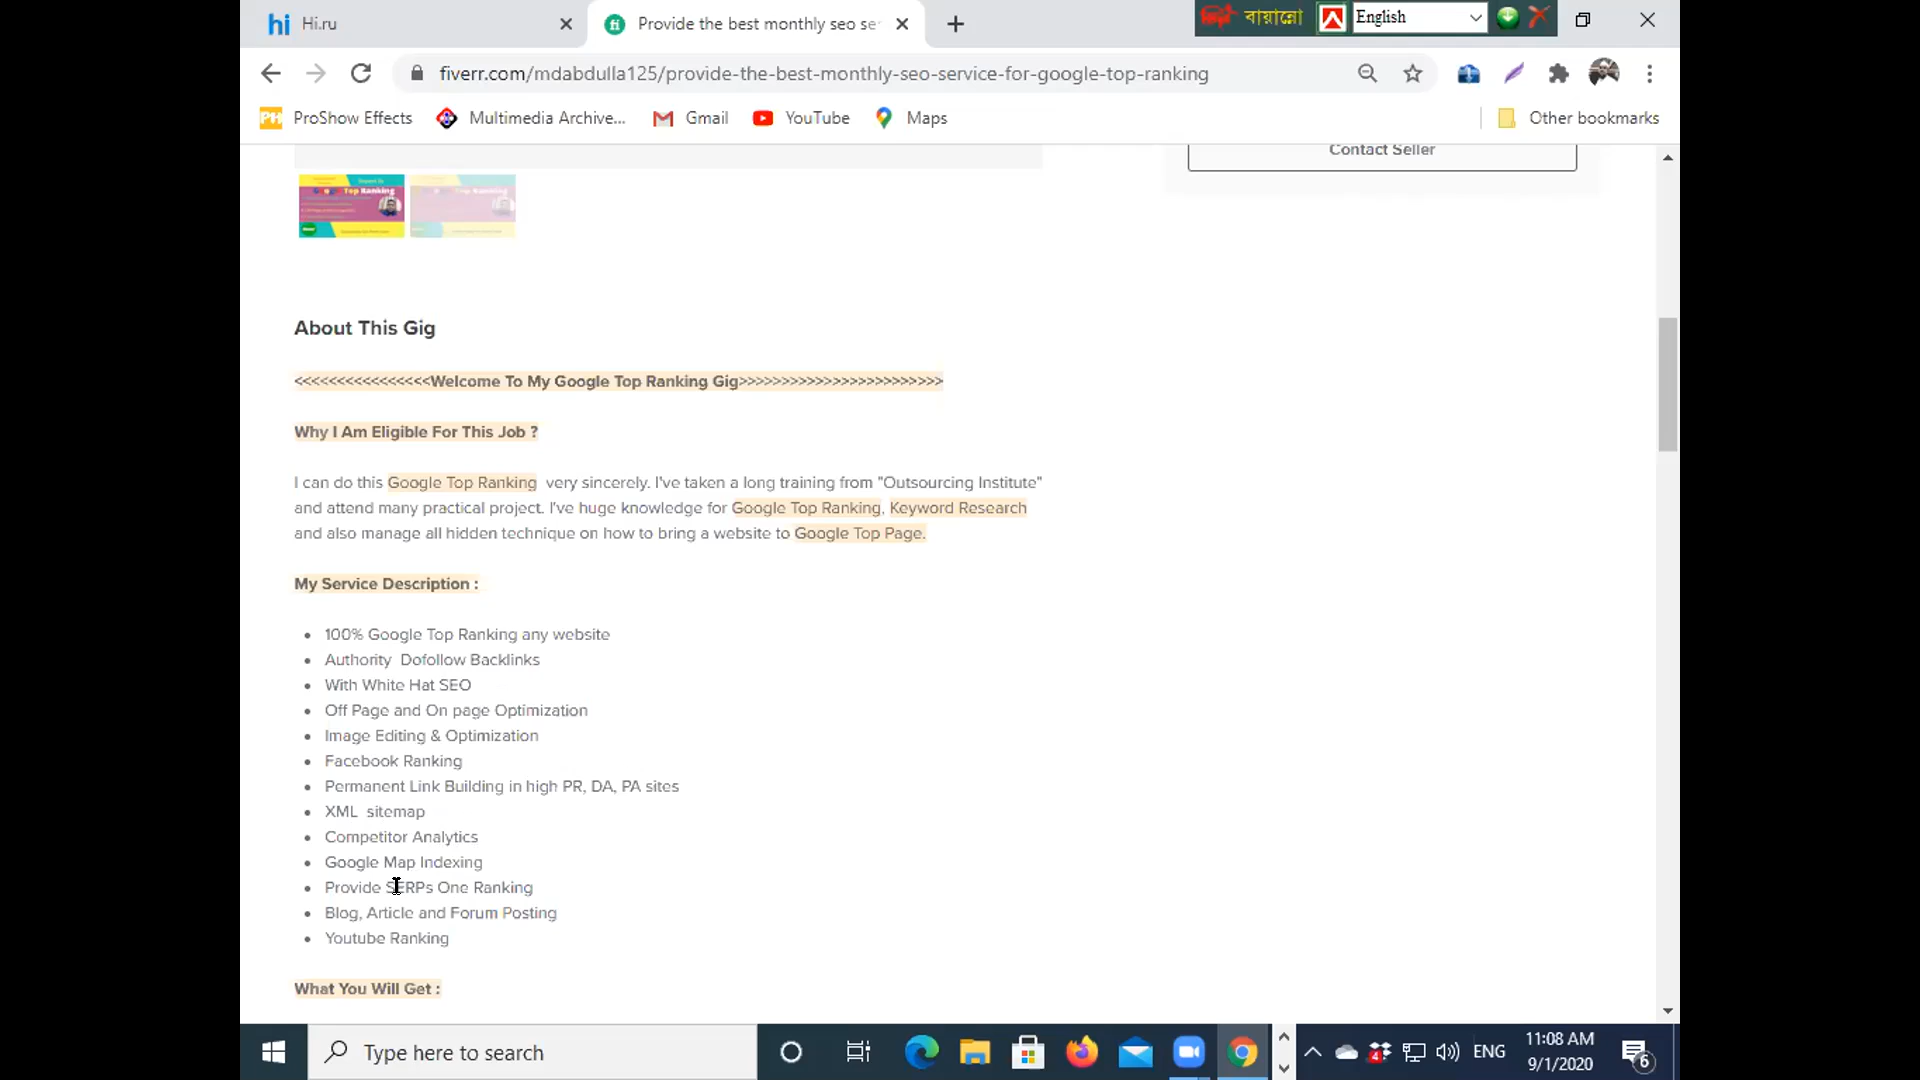 Hi.ru
Provide the best monthly seo se
বায়ান্নো
English
fiverr.com/mdabdulla125/provide-the-best-monthly-seo-service-for-google-top-ranking
ProShow Effects
Multimedia Archive...
Gmail
YouTube
Maps
Other bookmarks
Contact Seller
Top Ranking
About This Gig
<<<<<<<<<<<<<<<<Welcome To My Google Top Ranking Gig>>>>>>>>>>>>>>>>>>>>>>>>
Why I Am Eligible For This Job ?
I can do this Google Top Ranking very sincerely. I've taken a long training from "Outsourcing Institute"
and attend many practical project. I've huge knowledge for Google Top Ranking, Keyword Research
and also manage all hidden technique on how to bring a website to Google Top Page.
My Service Description :
• 100% Google Top Ranking any website
• Authority Dofollow Backlinks
• With White Hat SEO
• Off Page and On page Optimization
• Image Editing & Optimization
• Facebook Ranking
• Permanent Link Building in high PR, DA, PA sites
• XML sitemap
• Competitor Analytics
• Google Map Indexing
• Provide SERPs One Ranking
• Blog, Article and Forum Posting
• Youtube Ranking
What You Will Get :
Type here to search
ENG
11:08 AM
9/1/2020
6